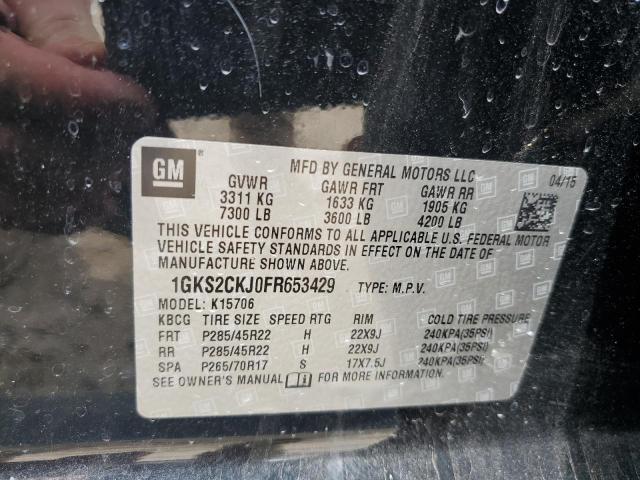 GM ® MFD BY GENERAL MOTORS LLC 04/15
GVWR GAWR FRT GAWR RR
3311 KG 1633 KG 1905 KG
7300 LB 3600 LB 4200 LB
THIS VEHICLE CONFORMS TO ALL APPLICABLE U.S. FEDERAL MOTOR
VEHICLE SAFETY STANDARDS IN EFFECT ON THE DATE OF
MANUFACTURE SHOWN ABOVE.
1GKS2CKJ0FR653429 TYPE: M.P.V.
MODEL: K15706
KBCG TIRE SIZE SPEED RTG RIM COLD TIRE PRESSURE
FRT P285/45R22 H 22X9J 240KPA(35PSI)
RR P285/45R22 H 22X9J 240KPA(35PSI)
SPA P265/70R17 S 17X7.5J 240KPA(35PSI)
SEE OWNER'S MANUAL FOR MORE INFORMATION.